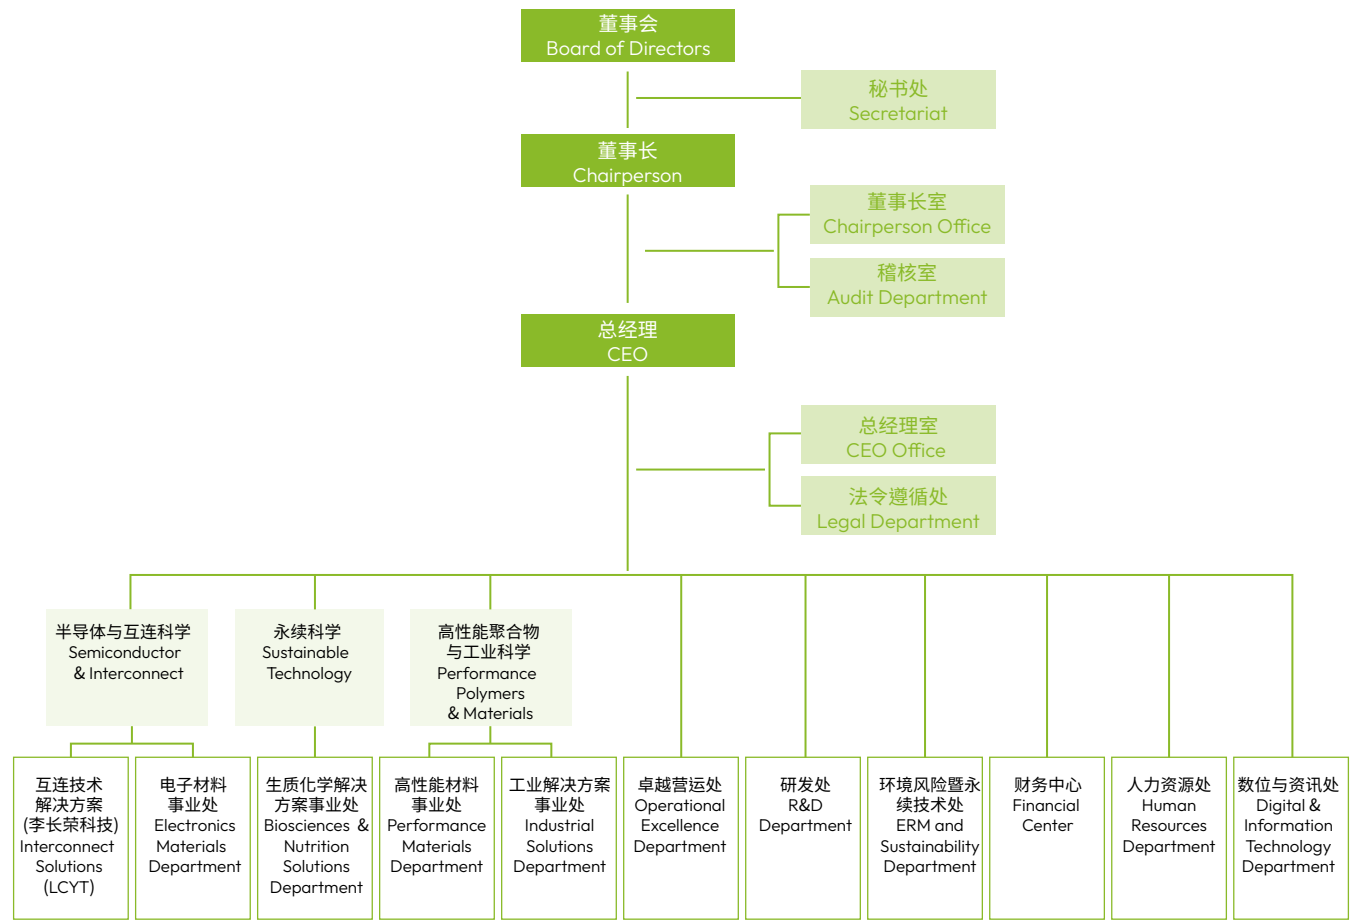 董事会
Board of Directors
秘书处
Secretariat
董事长
Chairperson
董事长室
Chairperson Office
稽核室
Audit Department
总经理
CEO
总经理室
CEO Office
法令遵循处
Legal Department
半导体与互连科学
Semiconductor
& Interconnect
永续科学
Sustainable
Technology
高性能聚合物
与工业科学
Performance
Polymers
& Materials
互连技术
解决方案
(李长荣科技)
Interconnect
Solutions
(LCYT)
电子材料
事业处
Electronics
Materials
Department
生质化学解决
方案事业处
Biosciences &
Nutrition
Solutions
Department
高性能材料
事业处
Performance
Materials
Department
工业解决方案
事业处
Industrial
Solutions
Department
卓越营运处
Operational
Excellence
Department
研发处
R&D
Department
环境风险暨永
续技术处
ERM and
Sustainability
Department
财务中心
Financial
Center
人力资源处
Human
Resources
Department
数位与资讯处
Digital &
Information
Technology
Department